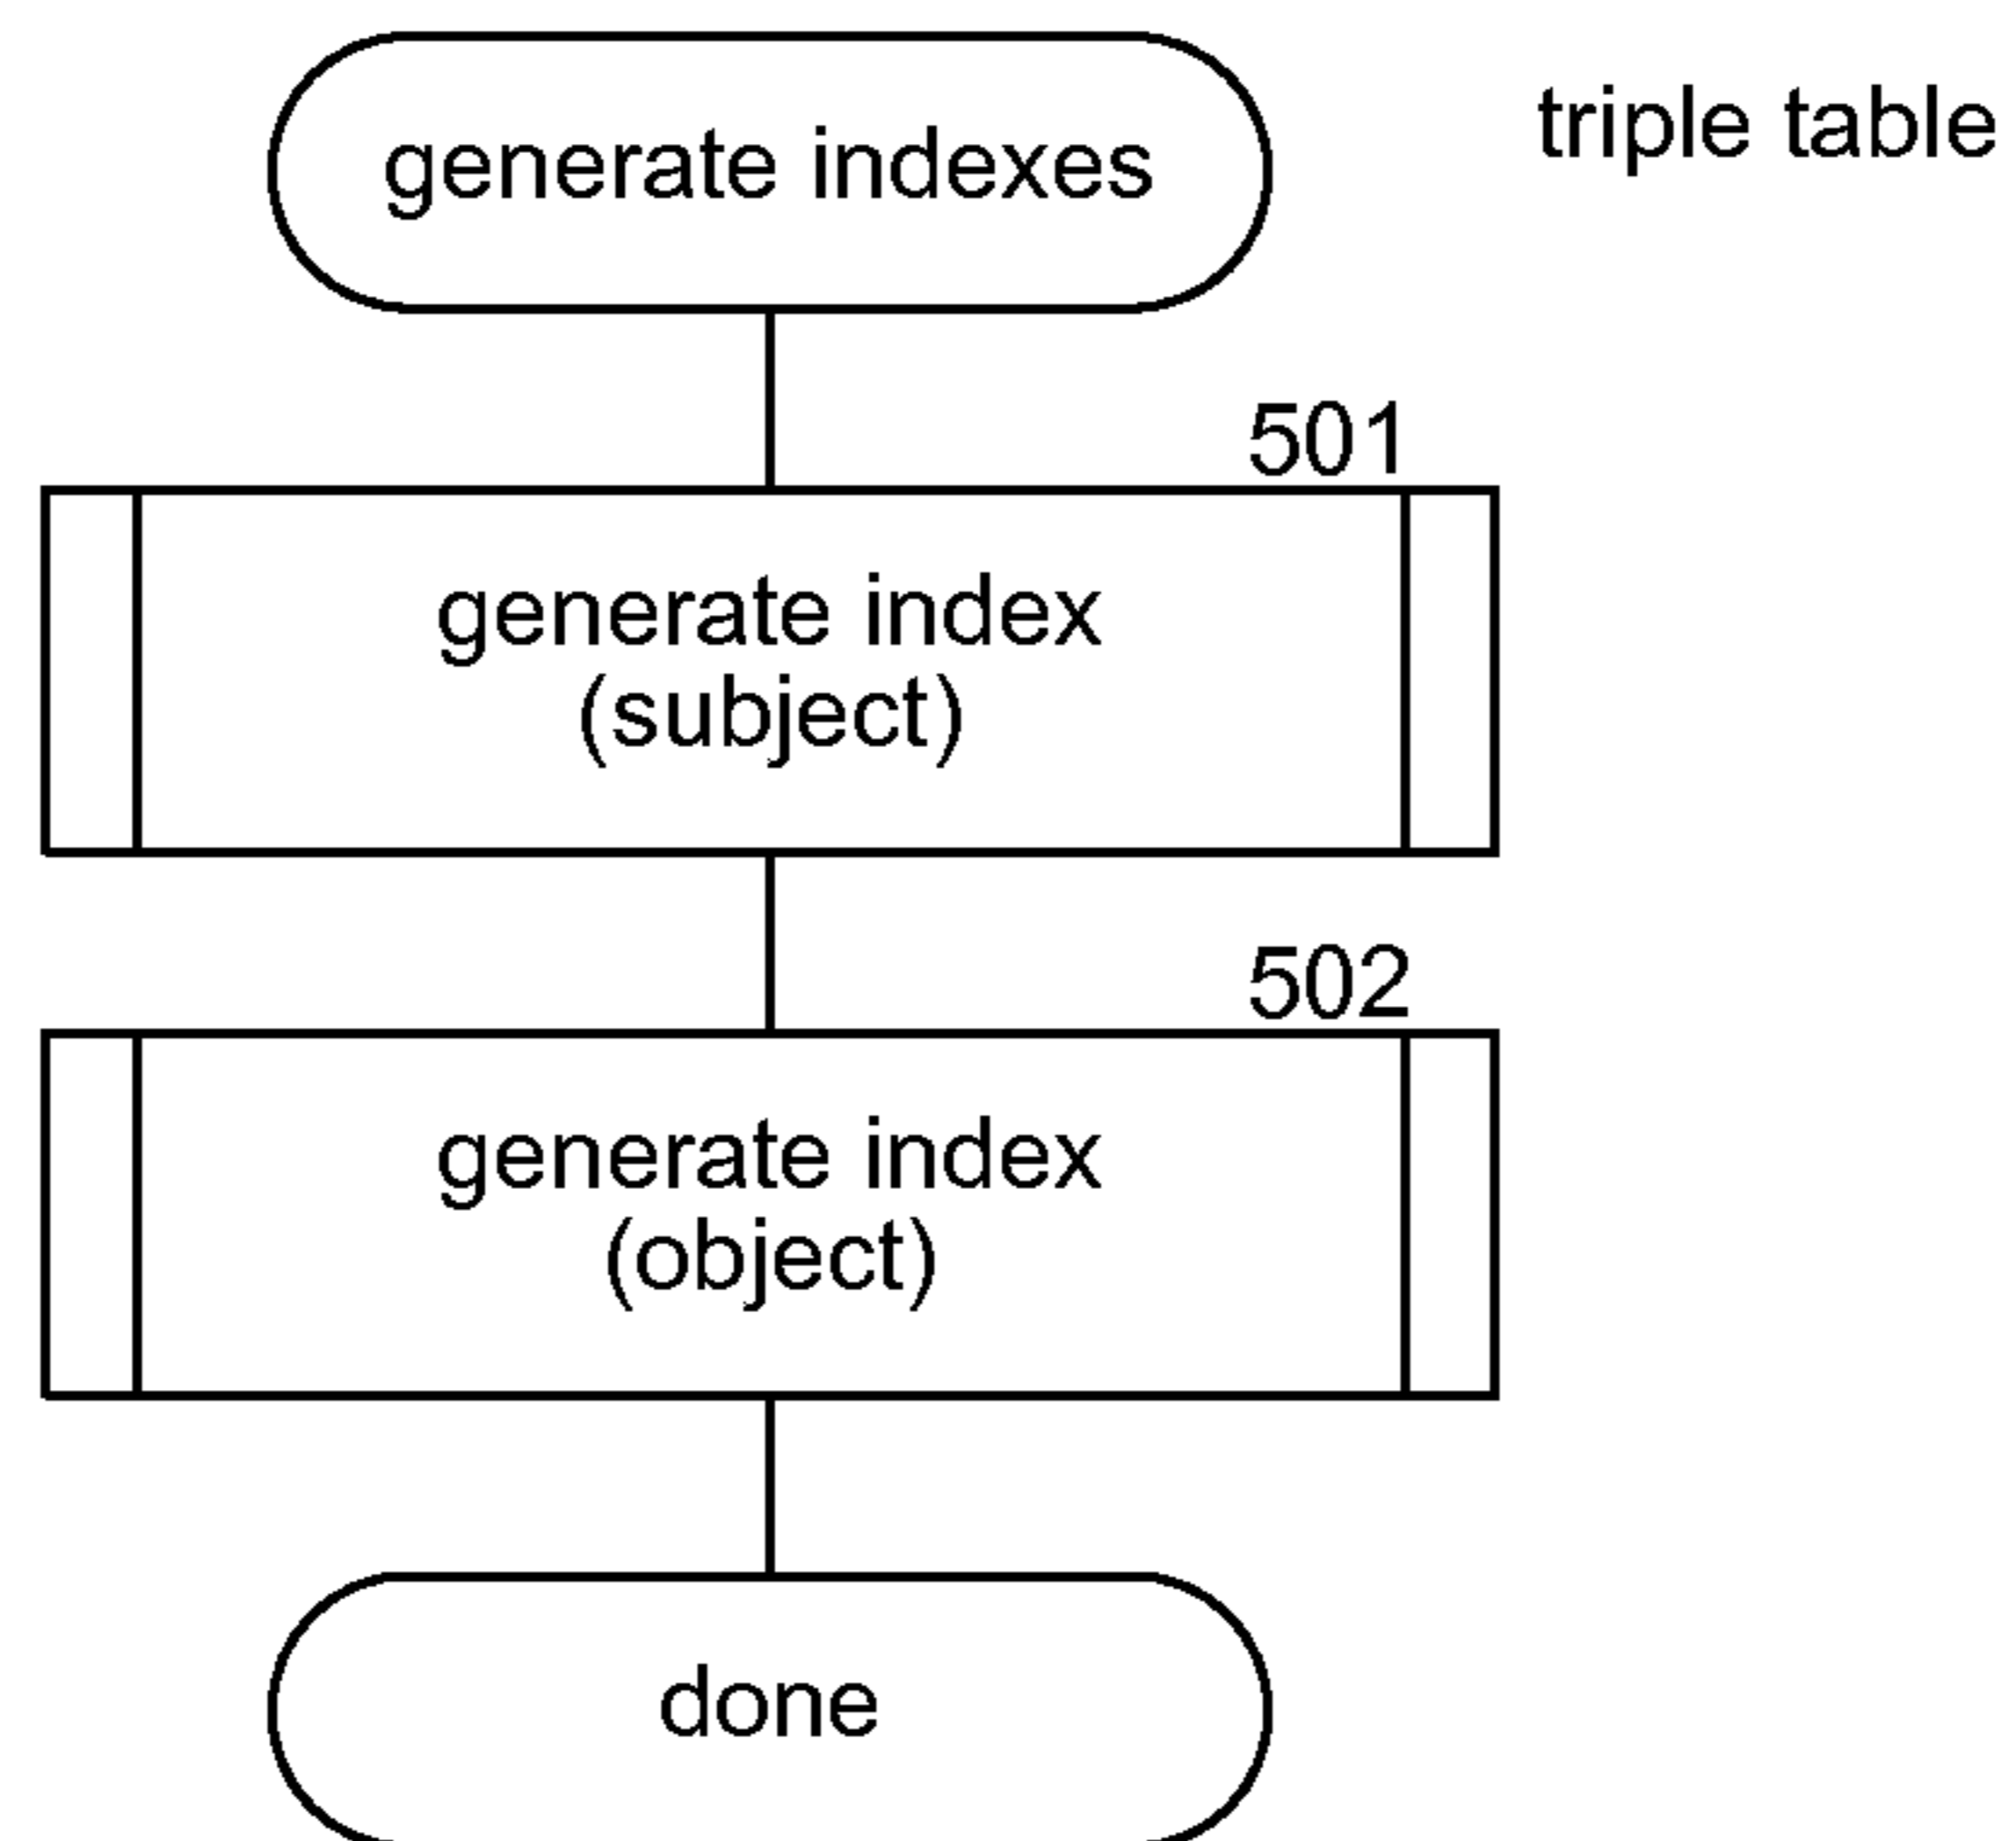 generate indexes
triple table
501
generate index
(subject)
502
generate index
(object)
done